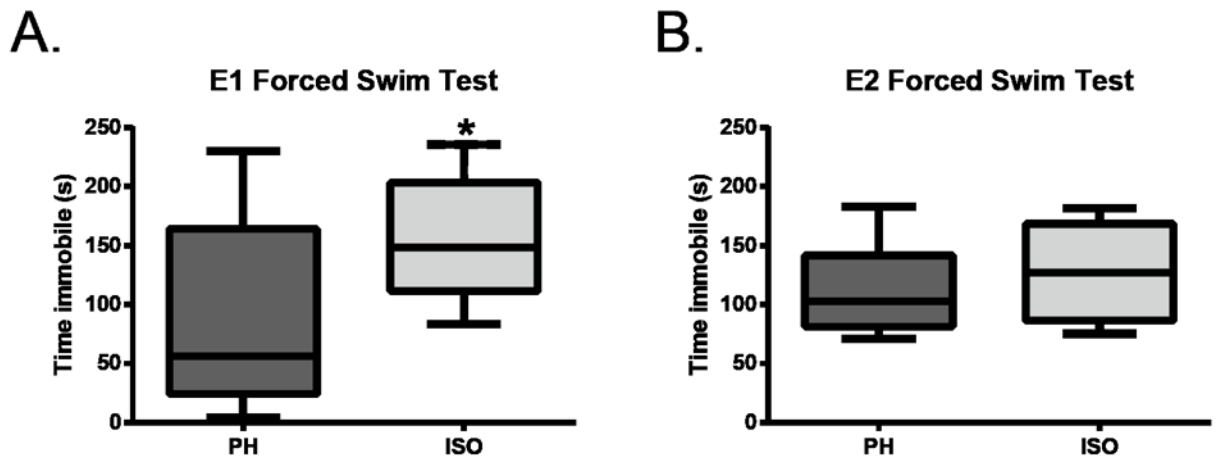 A.
E1 Forced Swim Test
Time immobile (s)
250
200
150
100
50
0
*
PH
ISO
B.
E2 Forced Swim Test
Time immobile (s)
250
200
150
100
50
0
PH
ISO